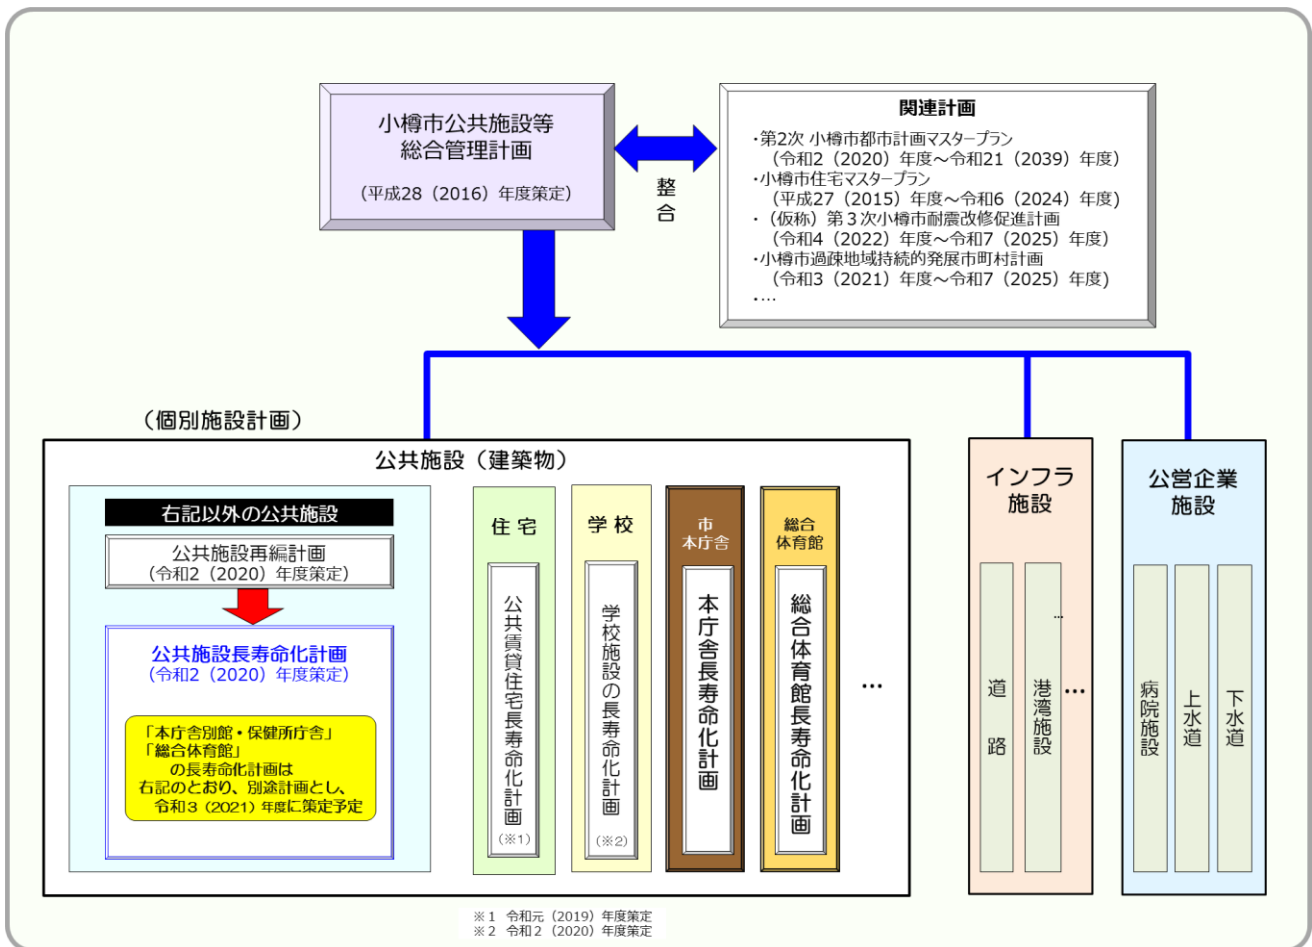 小樽市公共施設等
総合管理計画
（平成28（2016）年度策定）
整
合
関連計画
・第2次 小樽市都市計画マスタープラン
（令和2（2020）年度～令和21（2039）年度）
・小樽市住宅マスタープラン
（平成27（2015）年度～令和6（2024）年度)
・（仮称）第３次小樽市耐震改修促進計画
（令和4（2022）年度～令和7（2025）年度）
・小樽市過疎地域持続的発展市町村計画
（令和3（2021）年度～令和7（2025）年度)
・…
（個別施設計画）
公共施設（建築物）
右記以外の公共施設
公共施設再編計画
（令和2（2020）年度策定）
公共施設長寿命化計画
（令和2（2020）年度策定）
「本庁舎別館・保健所庁舎」
「総合体育館」
の長寿命化計画は
右記のとおり、別途計画とし、
令和３（2021）年度に策定予定
住 宅
公共賃貸住宅長寿命化計画
（※1）
学 校
学校施設の長寿命化計画
（※2）
市
本庁舎
本庁舎長寿命化計画
総合
体育館
総合体育館長寿命化計画
…
インフラ
施設
道路
港湾施設
…
…
公営企業
施設
病院施設
上水道
下水道
※１ 令和元（2019）年度策定
※２ 令和２（2020）年度策定